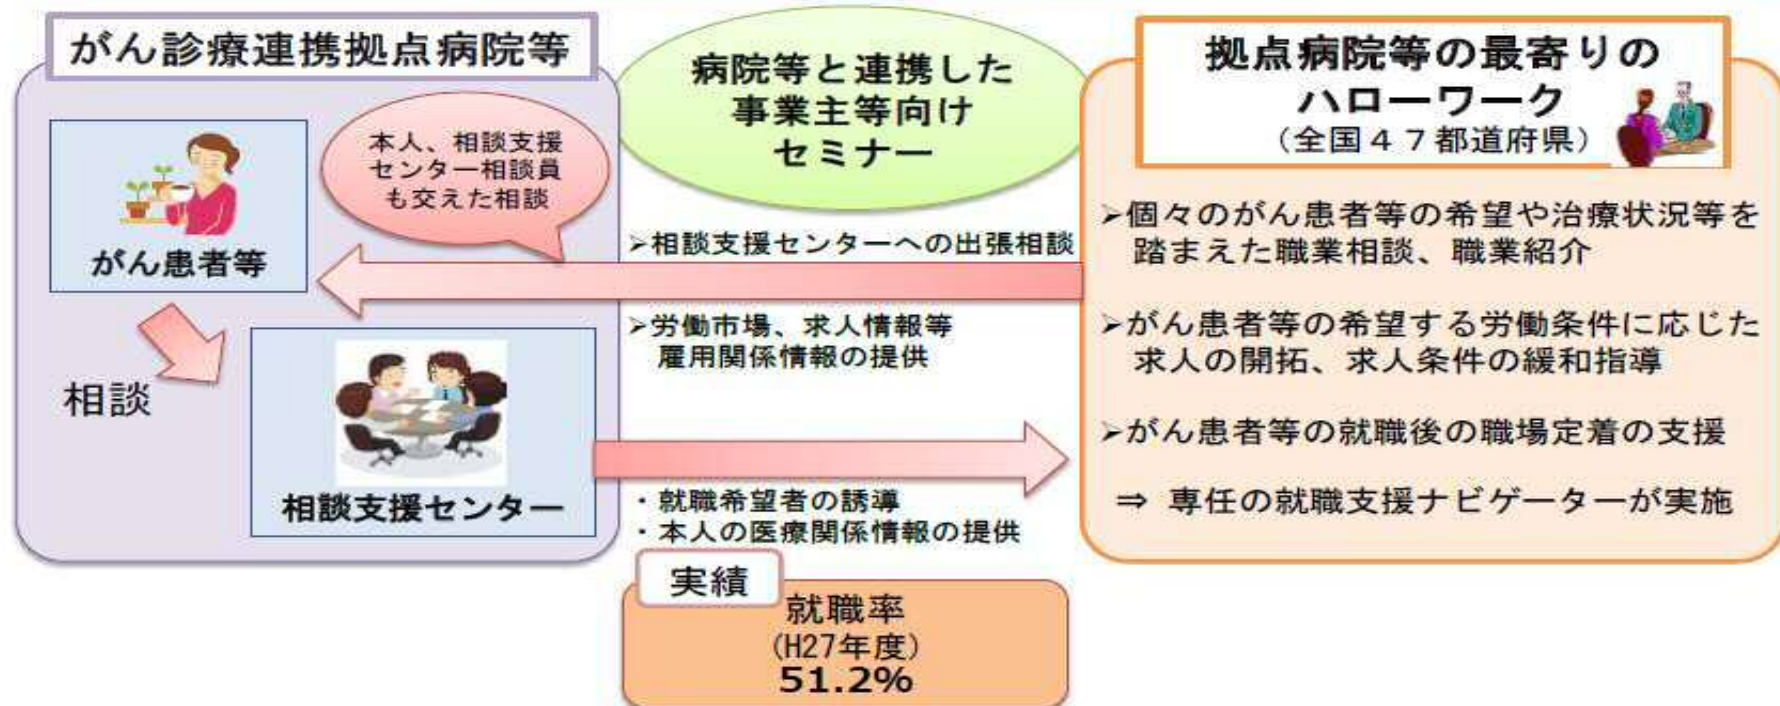 がん診療連携拠点病院等
がん患者等
本人、相談支援
センター相談員
も交えた相談
相談
相談支援センター
病院等と連携した
事業主等向け
セミナー
➢相談支援センターへの出張相談
➢労働市場、求人情報等
雇用関係情報の提供
・就職希望者の誘導
・本人の医療関係情報の提供
実績
就職率
(H27年度)
51.2%
拠点病院等の最寄りの
ハローワーク
（全国４７都道府県）
➢個々のがん患者等の希望や治療状況等を
踏まえた職業相談、職業紹介
➢がん患者等の希望する労働条件に応じた
求人の開拓、求人条件の緩和指導
➢がん患者等の就職後の職場定着の支援
⇒ 専任の就職支援ナビゲーターが実施